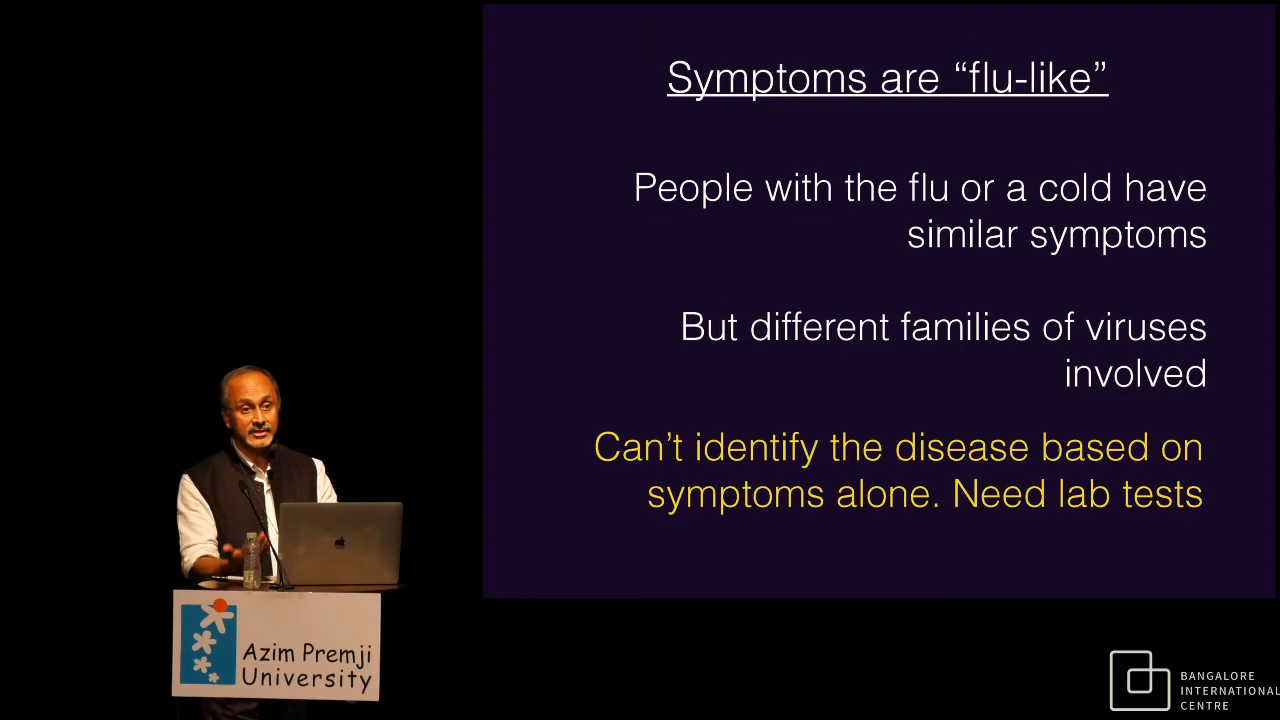 Symptoms are “flu-like”
People with the flu or a cold have
similar symptoms
But different families of viruses
involved
Can’t identify the disease based on
symptoms alone. Need lab tests
Azim Premji
University
BANGALORE
INTERNATIONAL
CENTRE